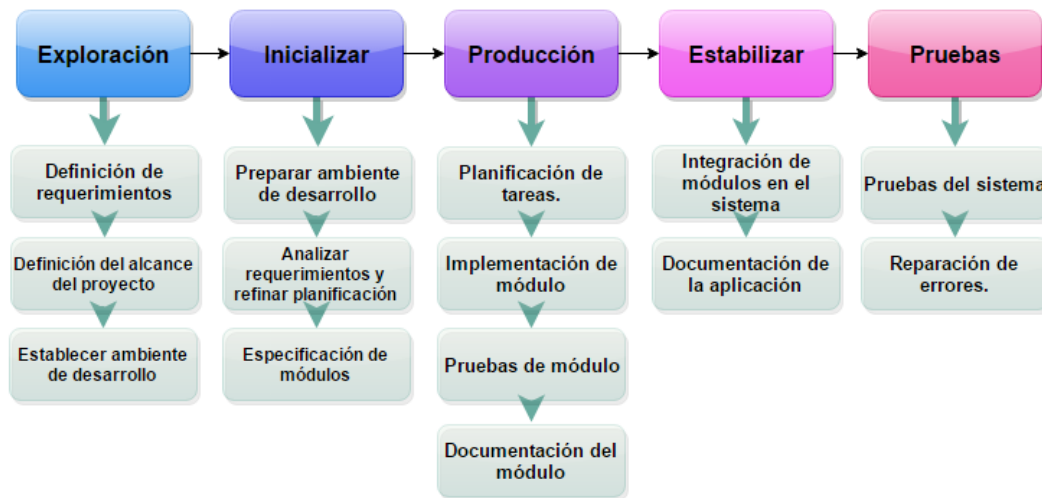 Exploración
Inicializar
Producción
Estabilizar
Pruebas
Definición de
requerimientos
Definición del alcance
del proyecto
Establecer ambiente
de desarrollo
Preparar ambiente
de desarrollo
Analizar
requerimientos y
refinar planificación
Especificación de
módulos
Planificación de
tareas.
Implementación de
módulo
Pruebas de módulo
Documentación del
módulo
Integración de
módulos en el
sistema
Documentación de
la aplicación
Pruebas del sistema
Reparación de
errores.